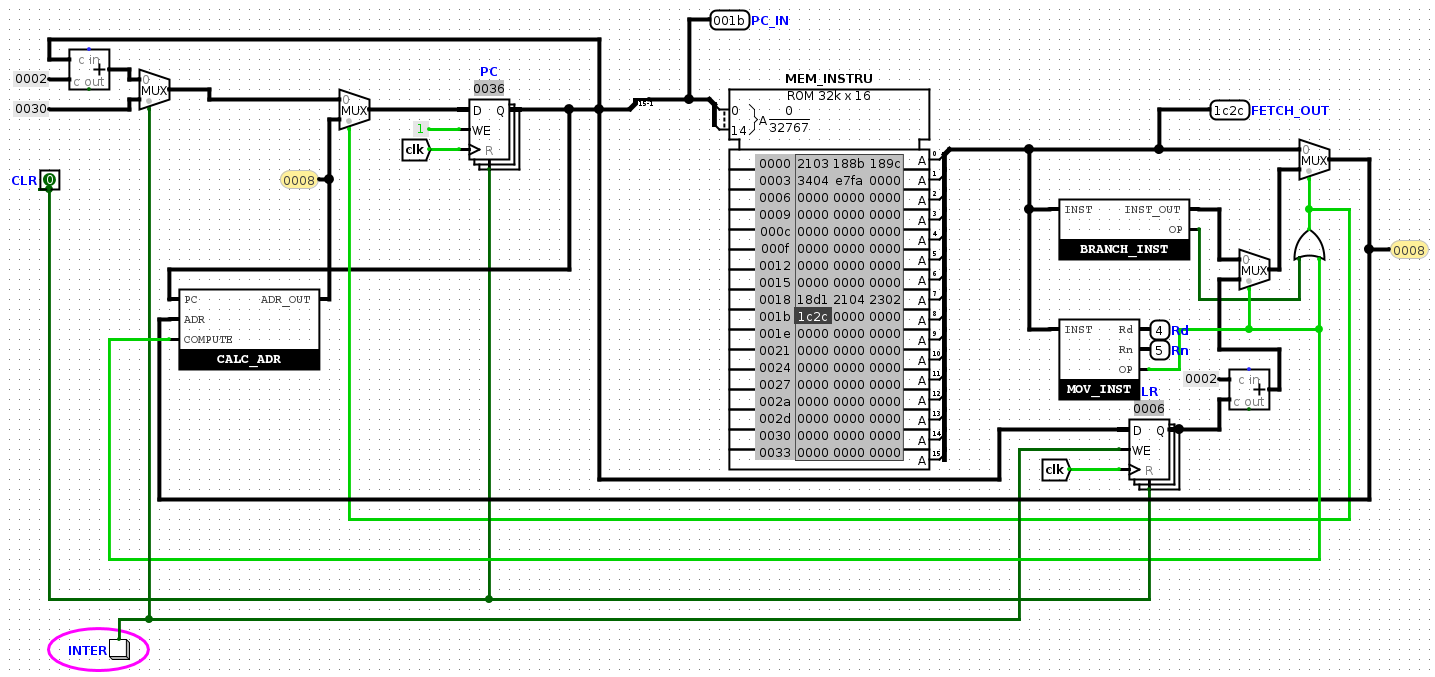 001b PC_IN
c in
+
c out
0002
0030
0
MUX
0
MUX
PC
0036
D Q
WE
R
1
clk
15-1
MEM_INSTRU
ROM 32k x 16
0
14
A
0
32767
0000 2103 188b 189c
0003 3404 e7fa 0000
0006 0000 0000 0000
0009 0000 0000 0000
000c 0000 0000 0000
000f 0000 0000 0000
0012 0000 0000 0000
0015 0000 0000 0000
0018 18d1 2104 2302
001b 1c2c 0000 0000
001e 0000 0000 0000
0021 0000 0000 0000
0024 0000 0000 0000
0027 0000 0000 0000
002a 0000 0000 0000
002d 0000 0000 0000
0030 0000 0000 0000
0033 0000 0000 0000
A 0
A 1
A 2
A 3
A 4
A 5
A 6
A 7
A 8
A 9
A 10
A 11
A 12
A 13
A 14
A 15
1c2c FETCH_OUT
0
MUX
CLR 0
0008
INST INST_OUT
OP
BRANCH_INST
0
MUX
0008
PC ADR_OUT
ADR
COMPUTE
CALC_ADR
INST Rd
Rn
OP
MOV_INST
4 Rd
5 Rn
0002
c in
+
c out
LR
0006
D Q
WE
R
clk
INTER